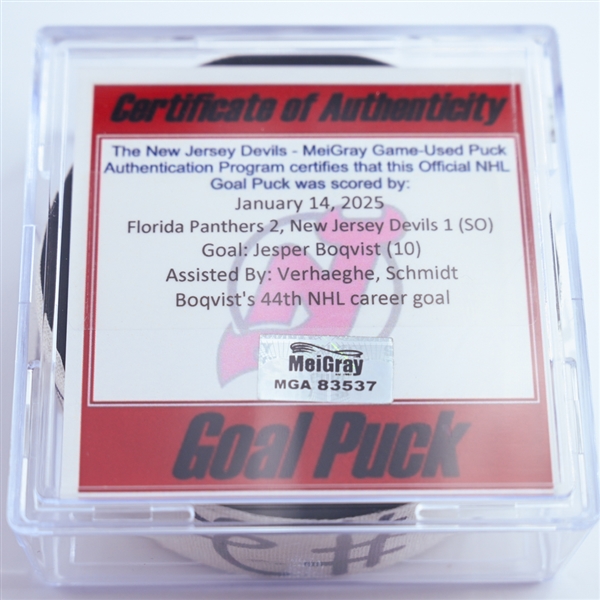 Certificate of Authenticity
The New Jersey Devils - MeiGray Game-Used Puck
Authentication Program certifies that this Official NHL
Goal Puck was scored by:
January 14, 2025
Florida Panthers 2, New Jersey Devils 1 (SO)
Goal: Jesper Boqvist (10)
Assisted By: Verhaeghe, Schmidt
Boqvist's 44th NHL career goal
MeiGray
MGA 83537
Goal Puck